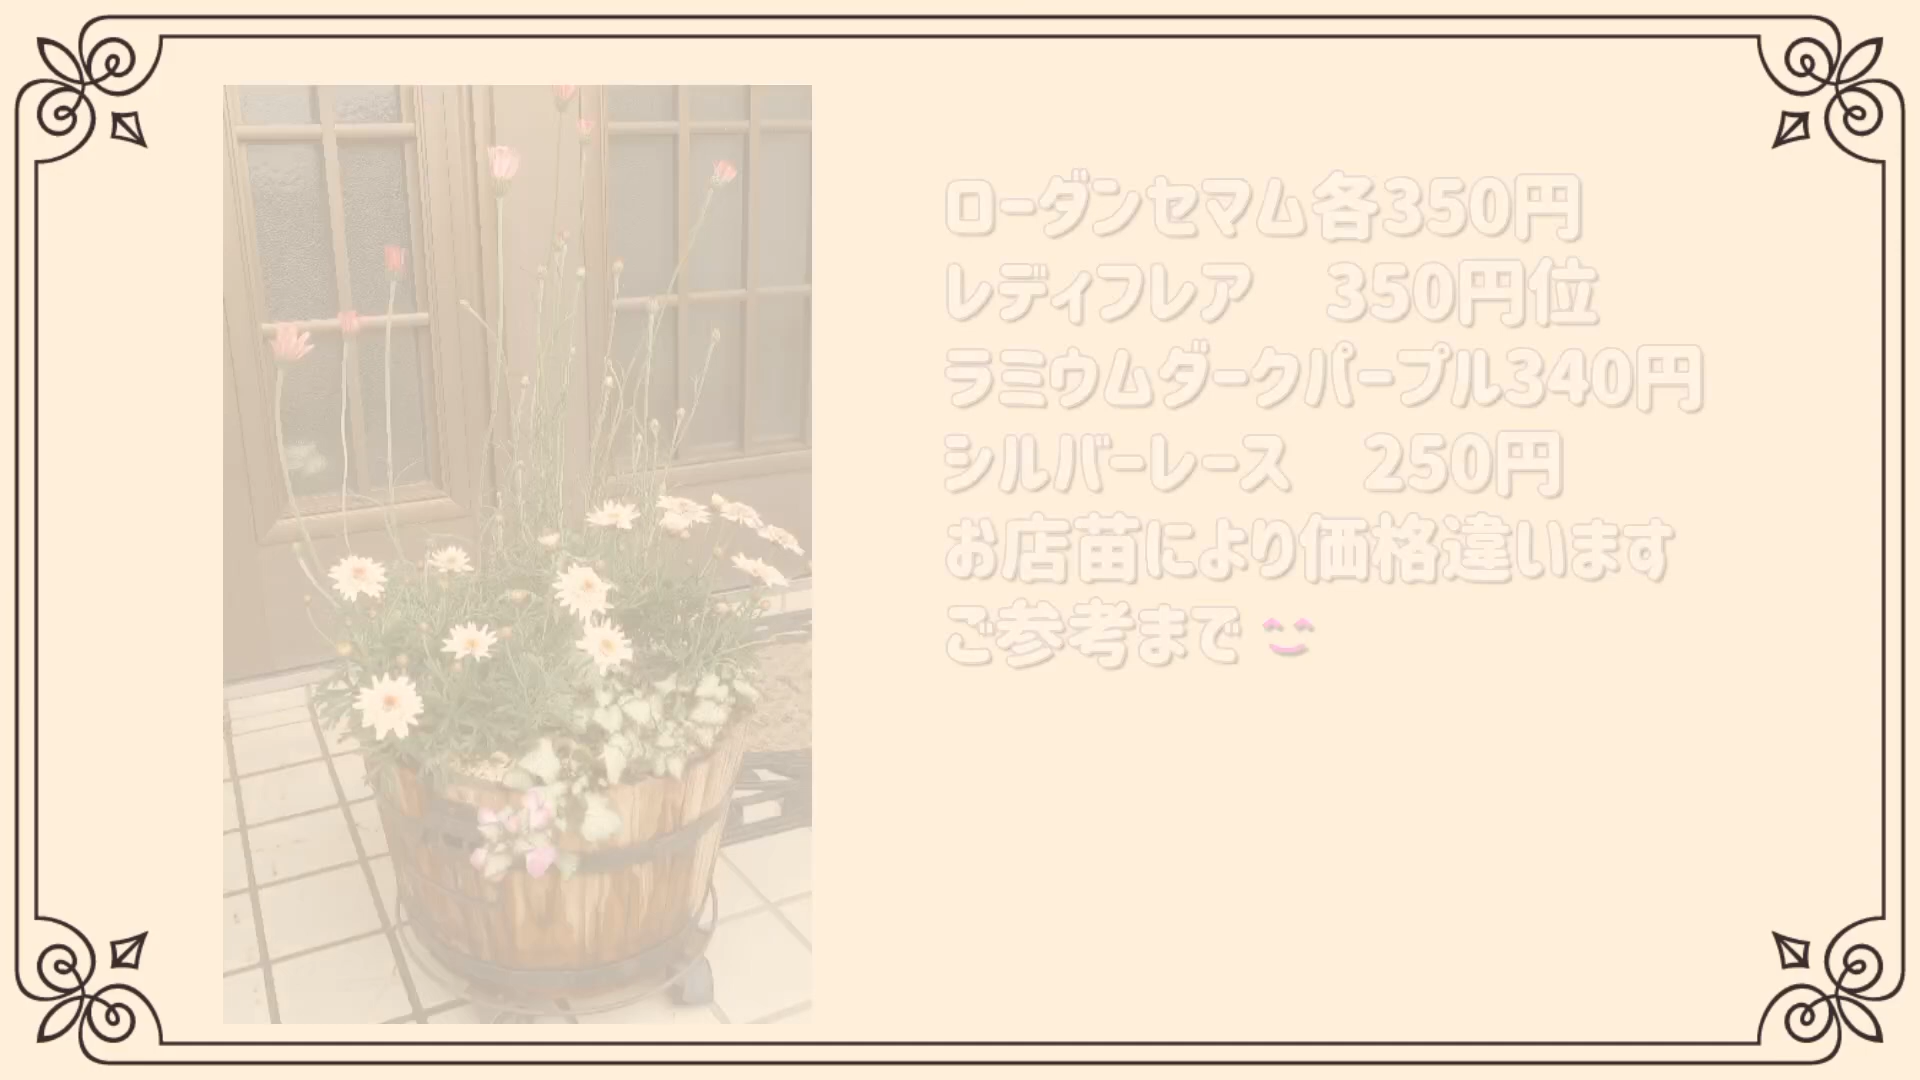 ローダンセマム各350円
レディフレア　350円位
ラミウムダークパープル340円
シルバーレース　250円
お店苗により価格違います
ご参考まで